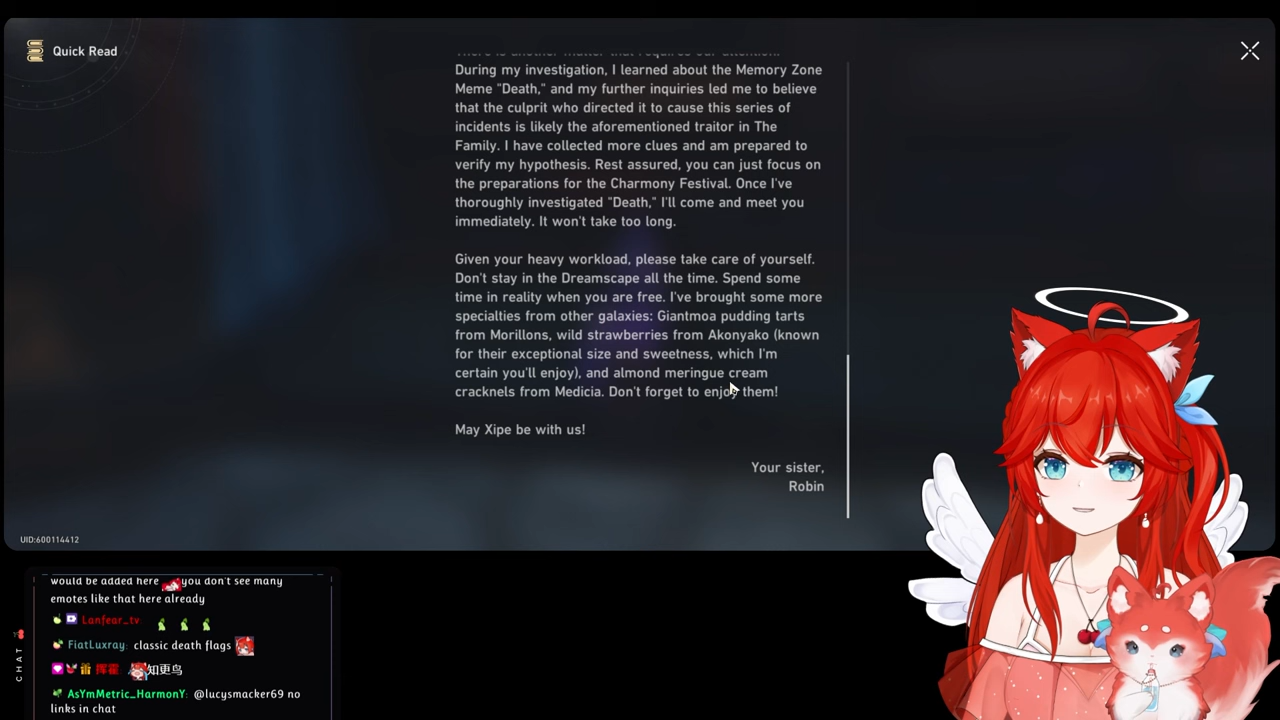 Quick Read
There is another matter that requires our attention.
During my investigation, I learned about the Memory Zone
Meme "Death," and my further inquiries led me to believe
that the culprit who directed it to cause this series of
incidents is likely the aforementioned traitor in The
Family. I have collected more clues and am prepared to
verify my hypothesis. Rest assured, you can just focus on
the preparations for the Charmony Festival. Once I've
thoroughly investigated "Death," I'll come and meet you
immediately. It won't take too long.
Given your heavy workload, please take care of yourself.
Don't stay in the Dreamscape all the time. Spend some
time in reality when you are free. I've brought some more
specialties from other galaxies: Giantmoa pudding tarts
from Morillons, wild strawberries from Akonyako (known
for their exceptional size and sweetness, which I'm
certain you'll enjoy), and almond meringue cream
cracknels from Medicia. Don't forget to enjoy them!
May Xipe be with us!
Your sister,
Robin
UID:600114412
CHAT
would be added here you don't see many
emotes like that here already
Lanfear_tv:
FiatLuxray: classic death flags
知更鸟
AsYmMetric_HarmonY: @lucysmacker69 no
links in chat